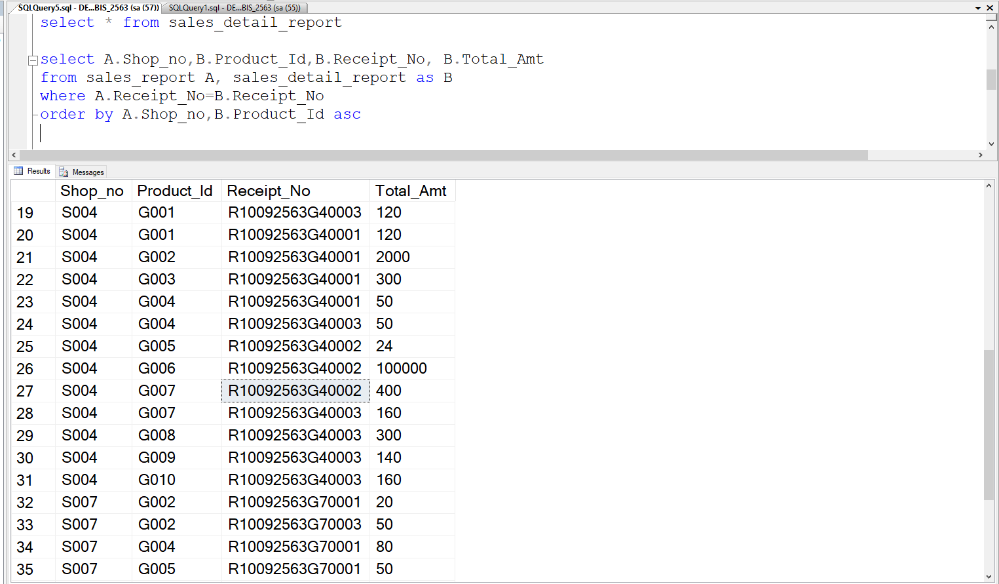 SQLQuery5.sql - DE...BIS_2563 (sa (57)) SQLQuery1.sql - DE...BIS_2563 (sa (55))
select * from sales_detail_report
select A.Shop_no,B.Product_Id,B.Receipt_No, B.Total_Amt
from sales_report A, sales_detail_report as B
where A.Receipt_No=B.Receipt_No
order by A.Shop_no,B.Product_Id asc
Results Messages
Shop_no Product_Id Receipt_No Total_Amt
19 S004 G001 R10092563G40003 120
20 S004 G001 R10092563G40001 120
21 S004 G002 R10092563G40001 2000
22 S004 G003 R10092563G40001 300
23 S004 G004 R10092563G40001 50
24 S004 G004 R10092563G40003 50
25 S004 G005 R10092563G40002 24
26 S004 G006 R10092563G40002 100000
27 S004 G007 R10092563G40002 400
28 S004 G007 R10092563G40003 160
29 S004 G008 R10092563G40003 300
30 S004 G009 R10092563G40003 140
31 S004 G010 R10092563G40003 160
32 S007 G002 R10092563G70001 20
33 S007 G002 R10092563G70003 50
34 S007 G004 R10092563G70001 80
35 S007 G005 R10092563G70001 50